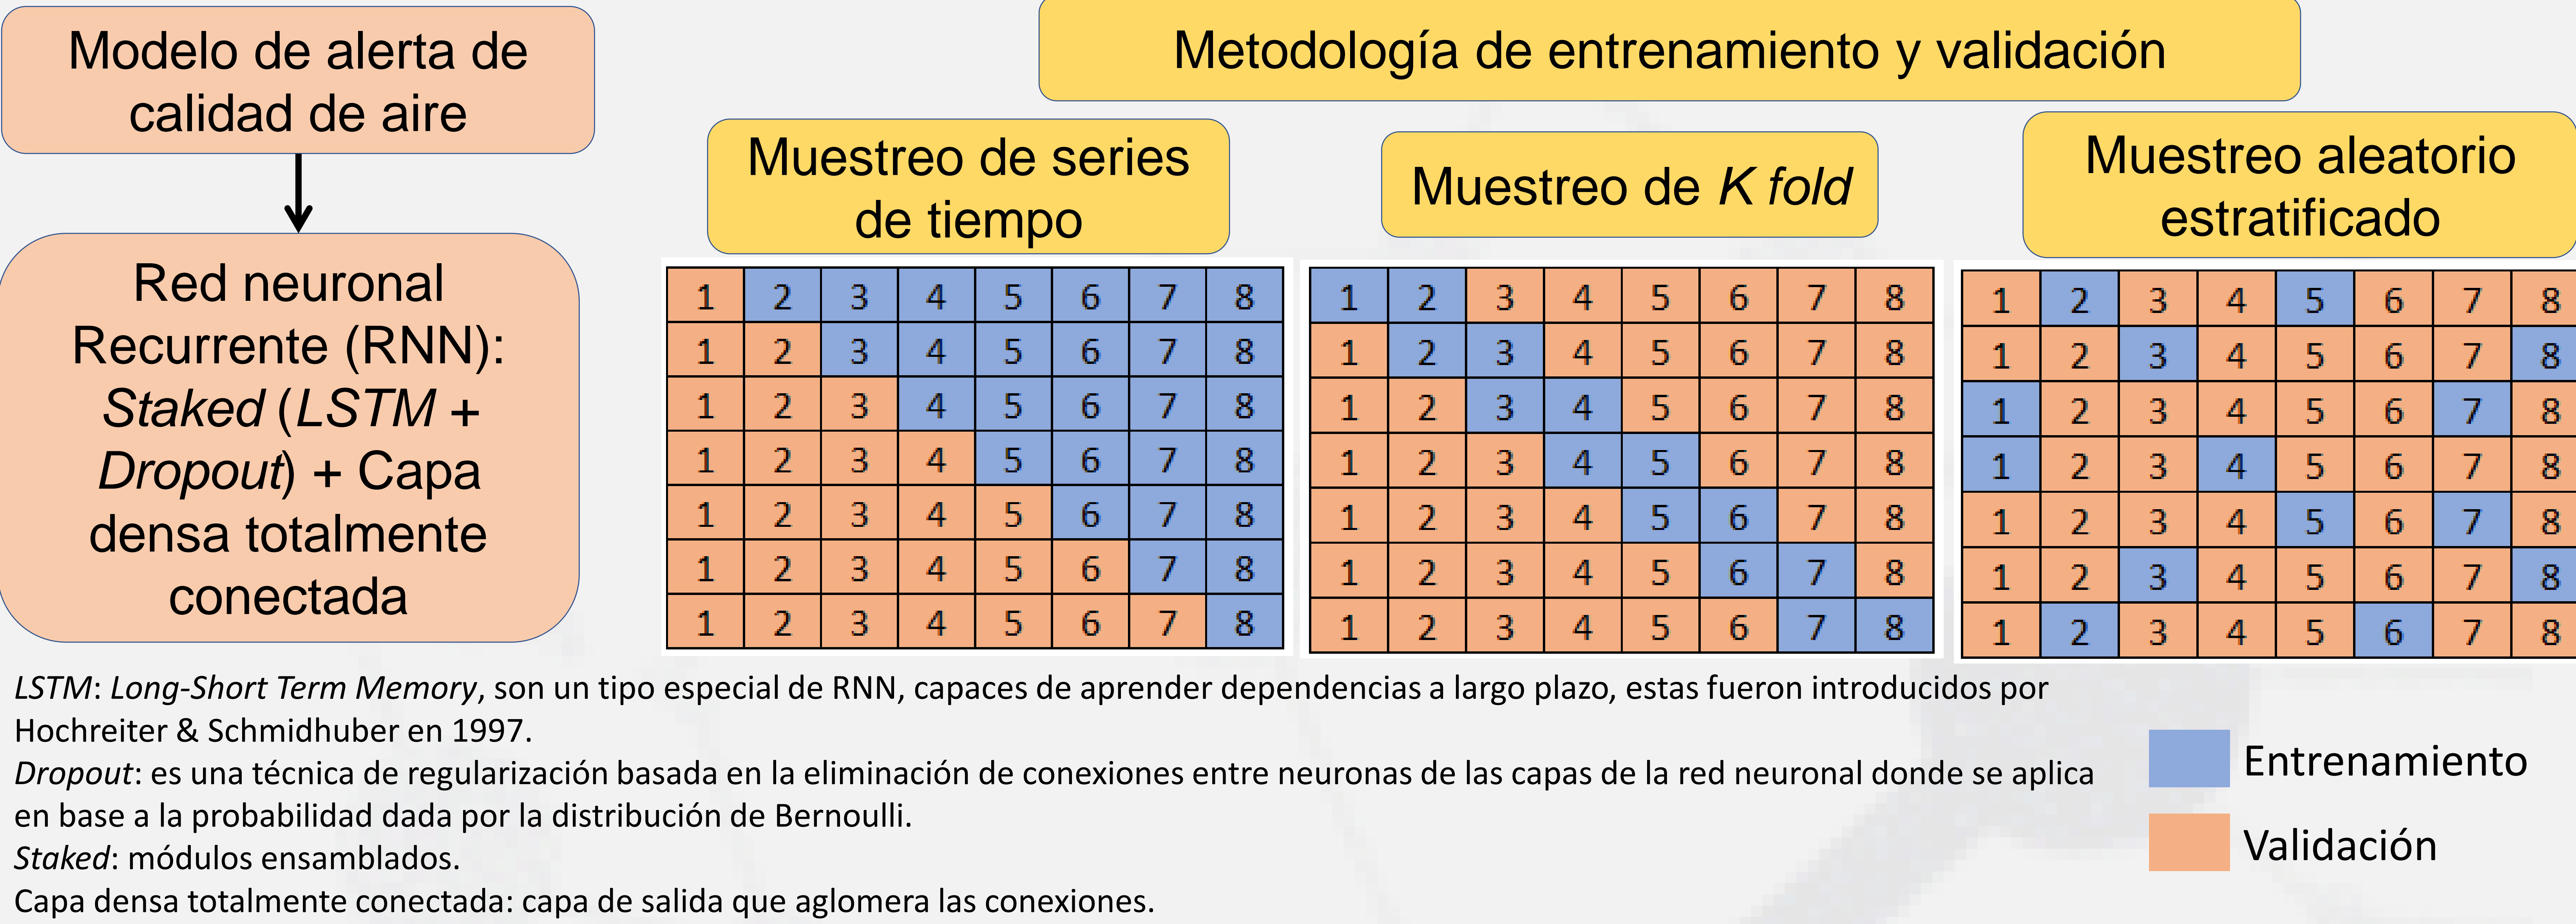 Modelo de alerta de
calidad de aire
Red neuronal
Recurrente (RNN):
Staked (LSTM +
Dropout) + Capa
densa totalmente
conectada
Metodología de entrenamiento y validación
Muestreo de series
de tiempo
1 2 3 4 5 6 7 8
1 2 3 4 5 6 7 8
1 2 3 4 5 6 7 8
1 2 3 4 5 6 7 8
1 2 3 4 5 6 7 8
1 2 3 4 5 6 7 8
1 2 3 4 5 6 7 8
Muestreo de K fold
1 2 3 4 5 6 7 8
1 2 3 4 5 6 7 8
1 2 3 4 5 6 7 8
1 2 3 4 5 6 7 8
1 2 3 4 5 6 7 8
1 2 3 4 5 6 7 8
1 2 3 4 5 6 7 8
Muestreo aleatorio
estratificado
1 2 3 4 5 6 7 8
1 2 3 4 5 6 7 8
1 2 3 4 5 6 7 8
1 2 3 4 5 6 7 8
1 2 3 4 5 6 7 8
1 2 3 4 5 6 7 8
1 2 3 4 5 6 7 8
LSTM: Long-Short Term Memory, son un tipo especial de RNN, capaces de aprender dependencias a largo plazo, estas fueron introducidos por
Hochreiter & Schmidhuber en 1997.
Dropout: es una técnica de regularización basada en la eliminación de conexiones entre neuronas de las capas de la red neuronal donde se aplica
en base a la probabilidad dada por la distribución de Bernoulli.
Staked: módulos ensamblados.
Capa densa totalmente conectada: capa de salida que aglomera las conexiones.
Entrenamiento
Validación